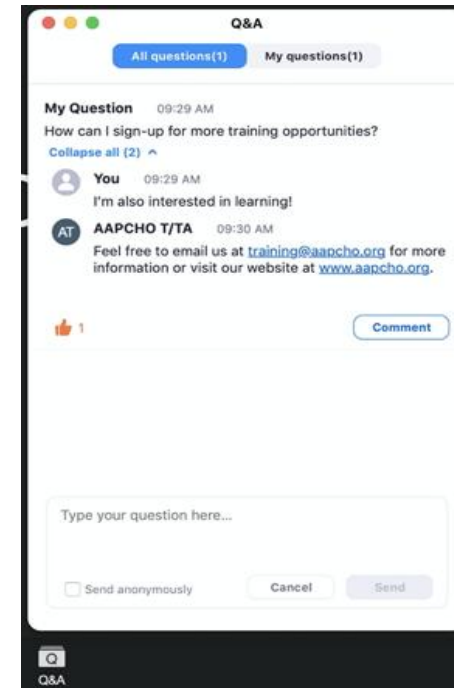 Q&A
All questions(1) My questions(1)
My Question 09:29 AM
How can I sign-up for more training opportunities?
Collapse all (2)
You 09:29 AM
I'm also interested in learning!
AT AAPCHO T/TA 09:30 AM
Feel free to email us at training@aapcho.org for more
information or visit our website at www.aapcho.org.
1 Comment
Type your question here...
Send anonymously Cancel Send
Q
Q&A